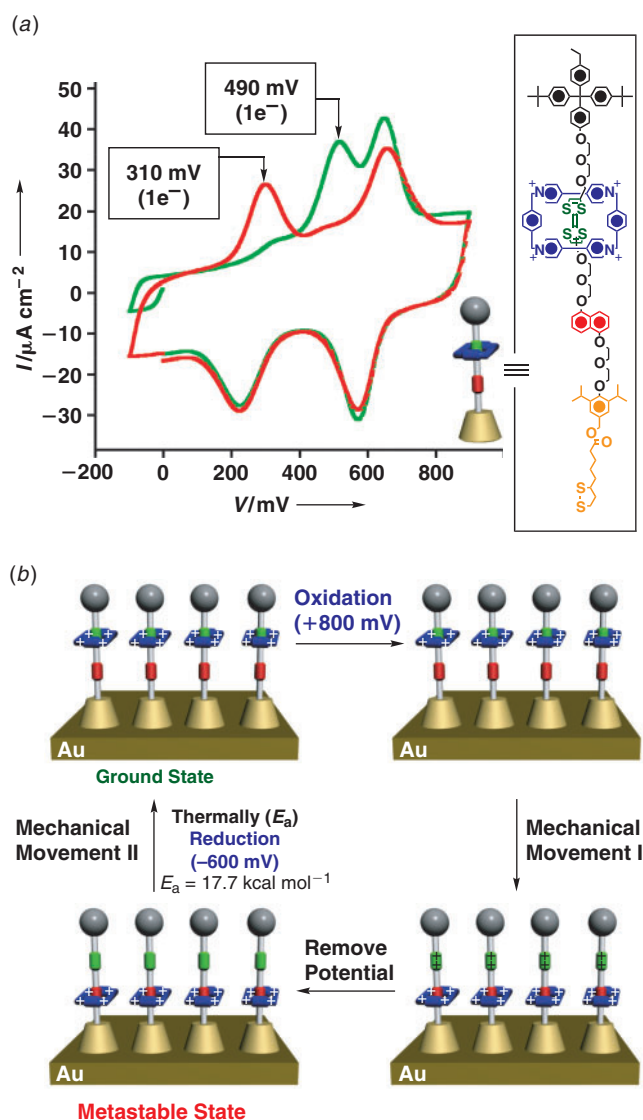 (a)
490 mV
(1e⁻)
310 mV
(1e⁻)
50
40
30
20
10
0
−10
−20
−30
I/μA cm⁻²
−200
0
200
400
600
800
V/mV
O
O
O
N
+
N
+
S
S
S
S
N
+
N
+
O
O
O
O
O
O
O
O
S
S
(b)
Oxidation
(+800 mV)
Au
Au
Ground State
Mechanical
Movement II
Thermally (Eₐ)
Reduction
(–600 mV)
Eₐ = 17.7 kcal mol⁻¹
Mechanical
Movement I
Remove
Potential
Au
Au
Metastable State